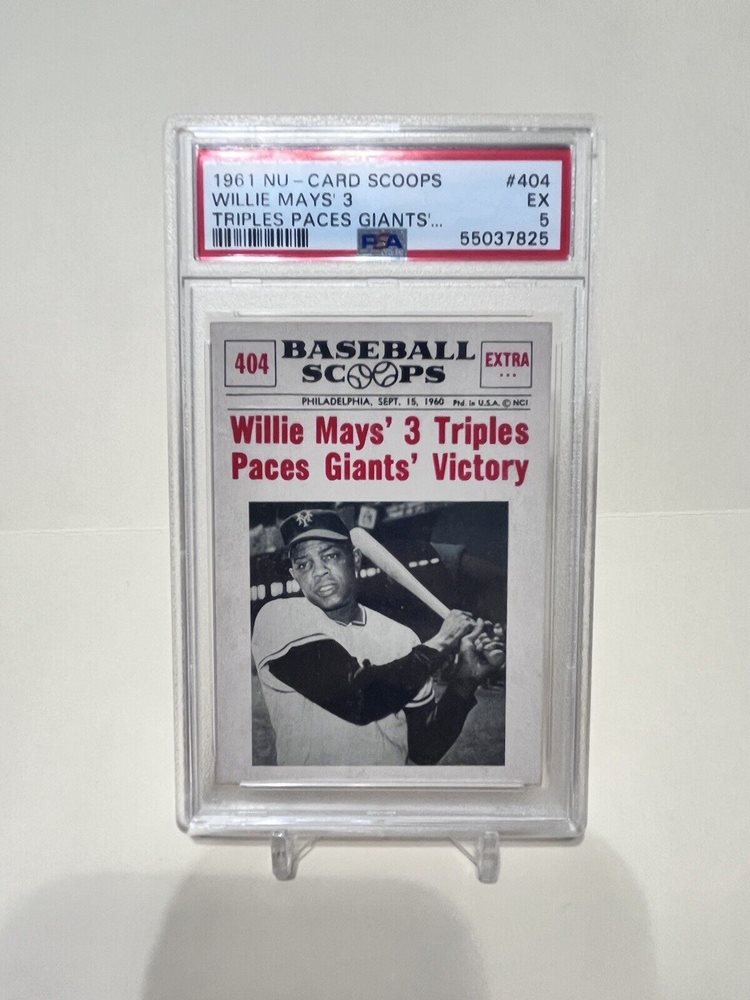 1961 NU-CARD SCOOPS #404
WILLIE MAYS' 3 EX
TRIPLES PACES GIANTS'... 5
PSA 55037825
404 BASEBALL EXTRA
SCOOPS
PHILADELPHIA, SEPT. 15, 1960 Ptd. in U.S.A. © NCI
Willie Mays' 3 Triples
Paces Giants' Victory
NY